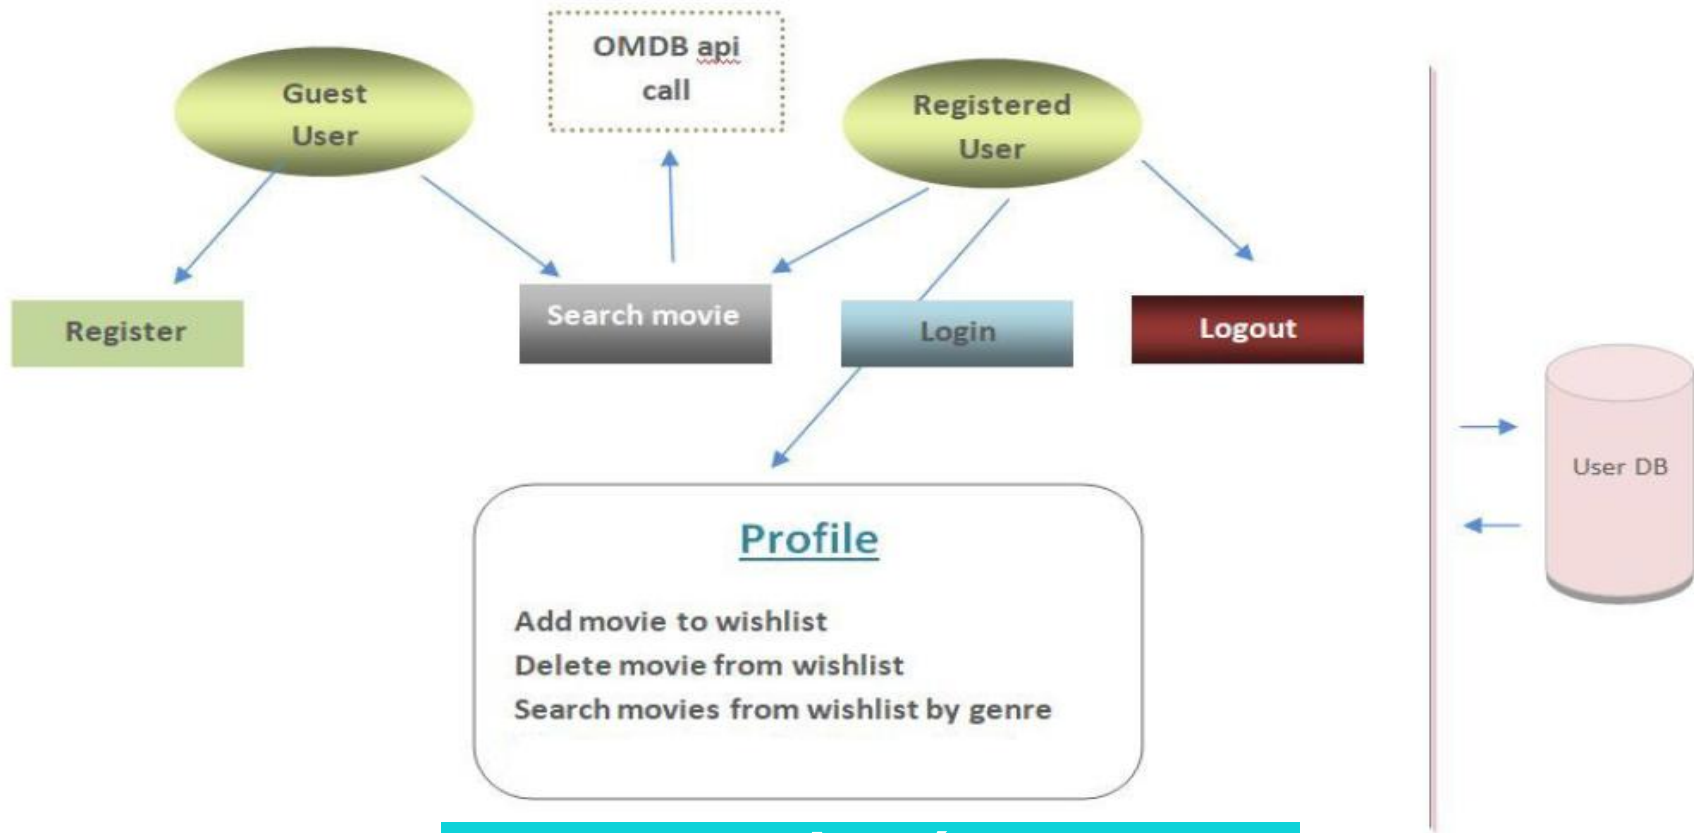 OMDB api
call
Guest
User
Registered
User
Register
Search movie
Login
Logout
User DB
Profile
Add movie to wishlist
Delete movie from wishlist
Search movies from wishlist by genre